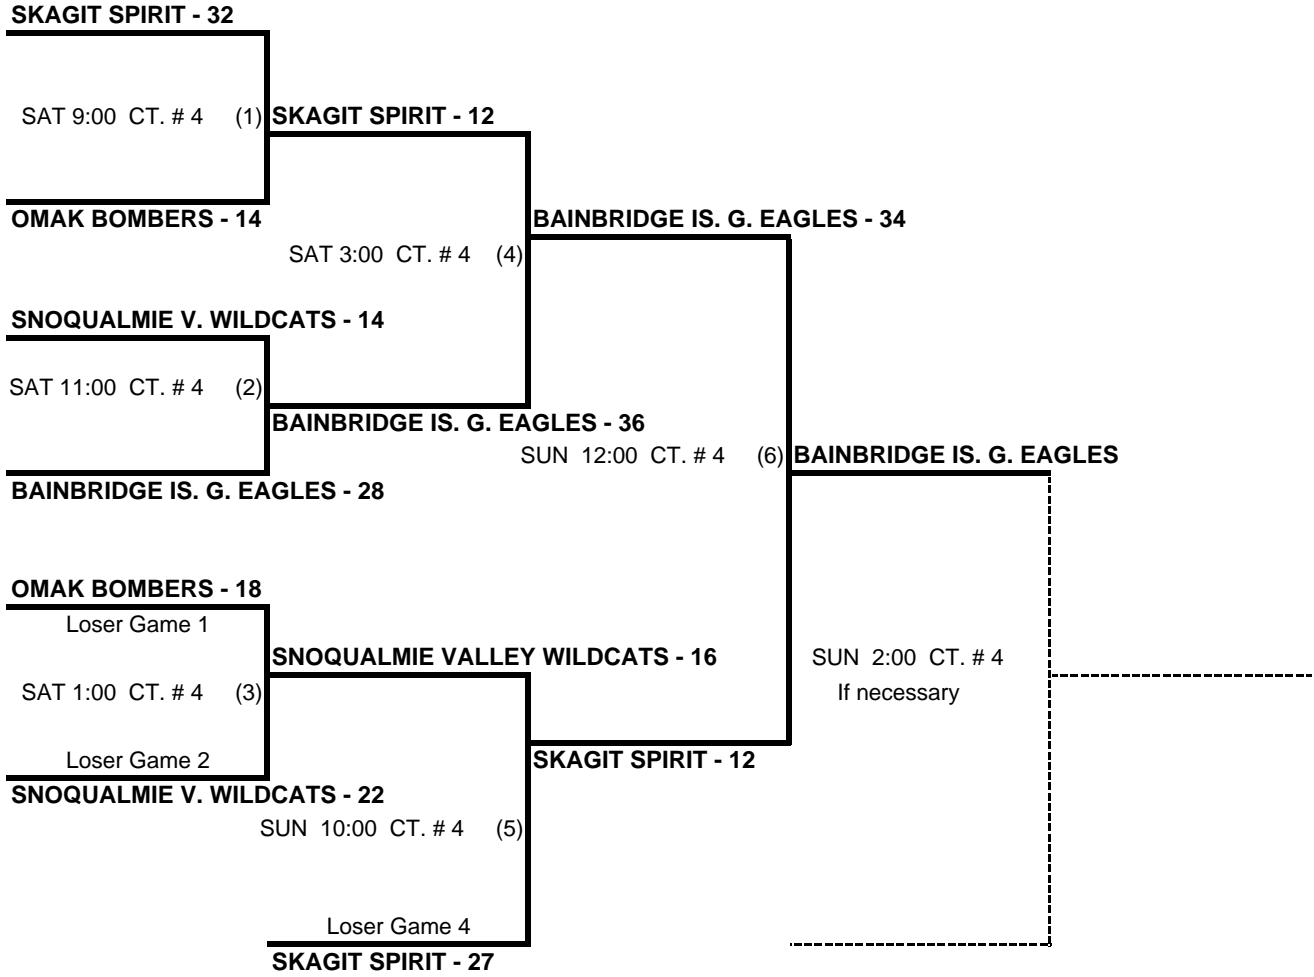 SKAGIT SPIRIT - 32
SAT 9:00 CT. # 4 (1) SKAGIT SPIRIT - 12
OMAK BOMBERS - 14 BAINBRIDGE IS. G. EAGLES - 34
SAT 3:00 CT. # 4 (4)
SNOQUALMIE V. WILDCATS - 14
SAT 11:00 CT. # 4 (2)
BAINBRIDGE IS. G. EAGLES - 36
SUN 12:00 CT. # 4 (6) BAINBRIDGE IS. G. EAGLES
BAINBRIDGE IS. G. EAGLES - 28
OMAK BOMBERS - 18
Loser Game 1
SNOQUALMIE VALLEY WILDCATS - 16 SUN 2:00 CT. # 4
SAT 1:00 CT. # 4 (3) If necessary
Loser Game 2 SKAGIT SPIRIT - 12
SNOQUALMIE V. WILDCATS - 22
SUN 10:00 CT. # 4 (5)
Loser Game 4
SKAGIT SPIRIT - 27